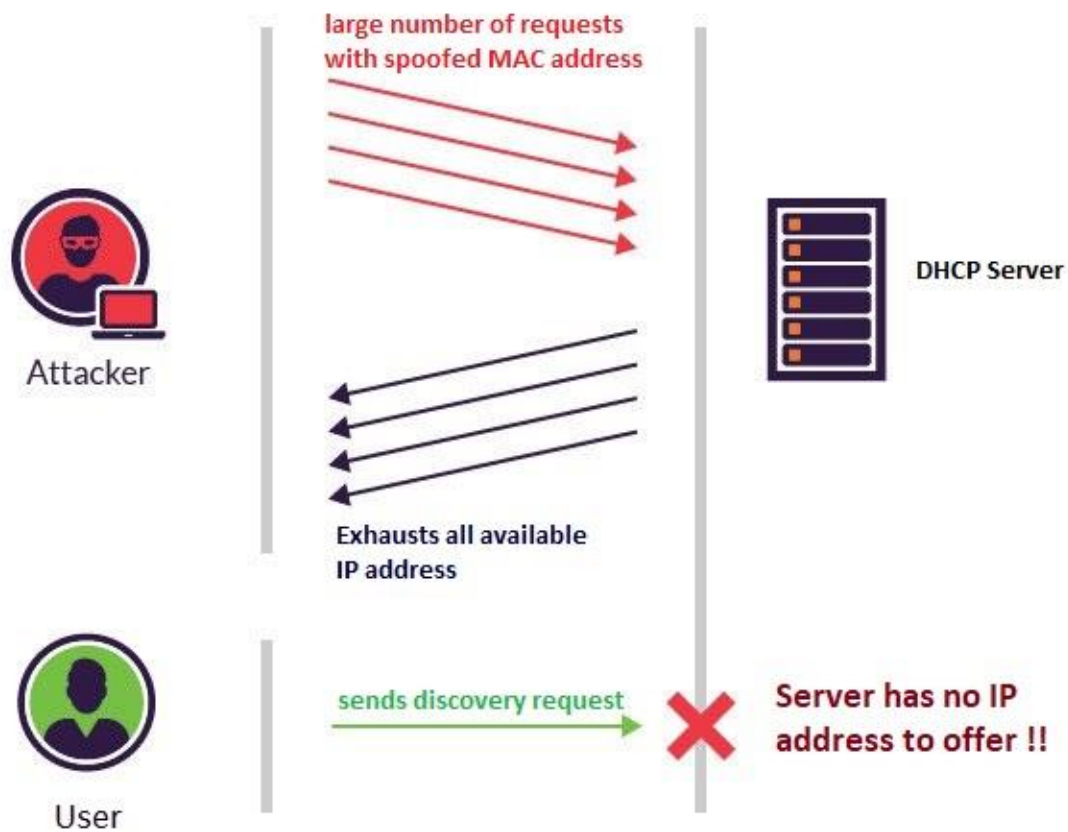 large number of requests
with spoofed MAC address
DHCP Server
Attacker
Exhausts all available
IP address
sends discovery request
Server has no IP
address to offer !!
User